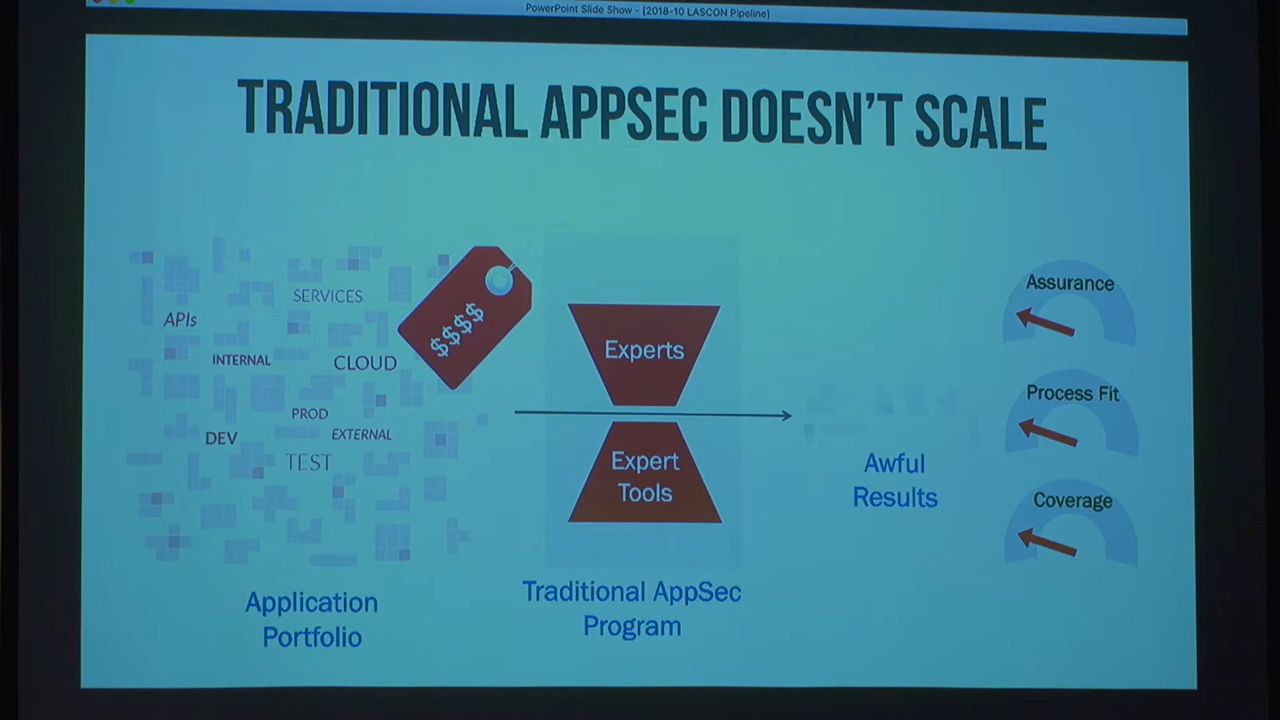 PowerPoint Slide Show - [2018-10 LASCON Pipeline]
TRADITIONAL APPSEC DOESN'T SCALE
SERVICES
APIs
INTERNAL
CLOUD
PROD
DEV
EXTERNAL
TEST
$$$$
Application
Portfolio
Experts
Expert
Tools
Traditional AppSec
Program
Awful
Results
Assurance
Process Fit
Coverage